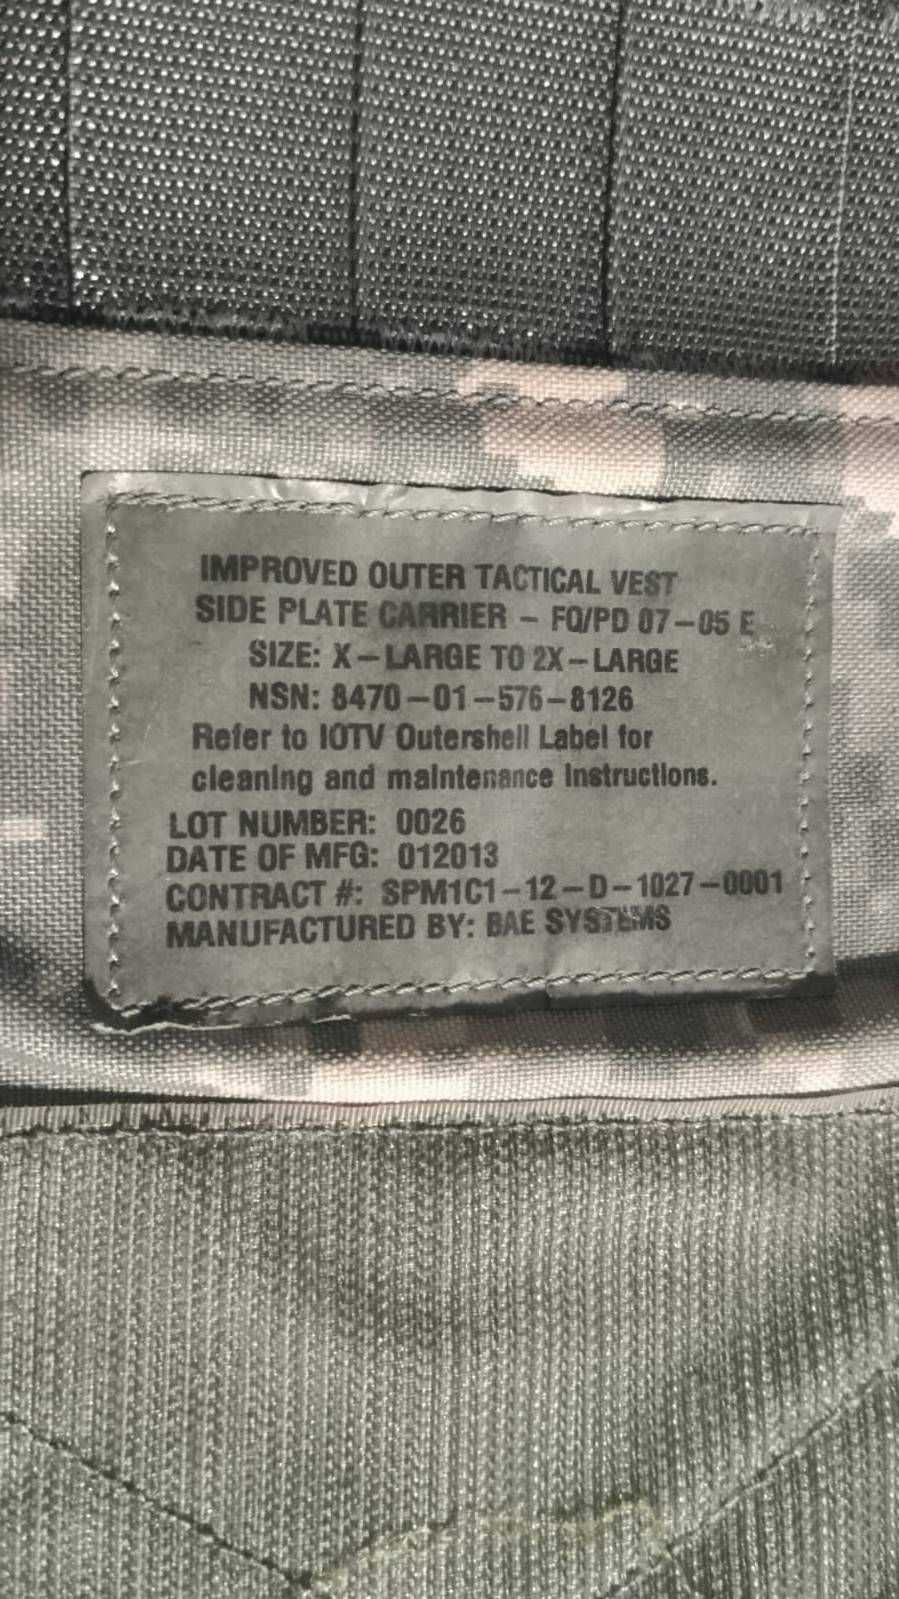 IMPROVED OUTER TACTICAL VEST
SIDE PLATE CARRIER – FQ/PD 07–05 E
SIZE: X–LARGE TO 2X–LARGE
NSN: 8470–01–576–8126
Refer to IOTV Outershell Label for
cleaning and maintenance instructions.
LOT NUMBER: 0026
DATE OF MFG: 012013
CONTRACT #: SPM1C1–12–D–1027–0001
MANUFACTURED BY: BAE SYSTEMS